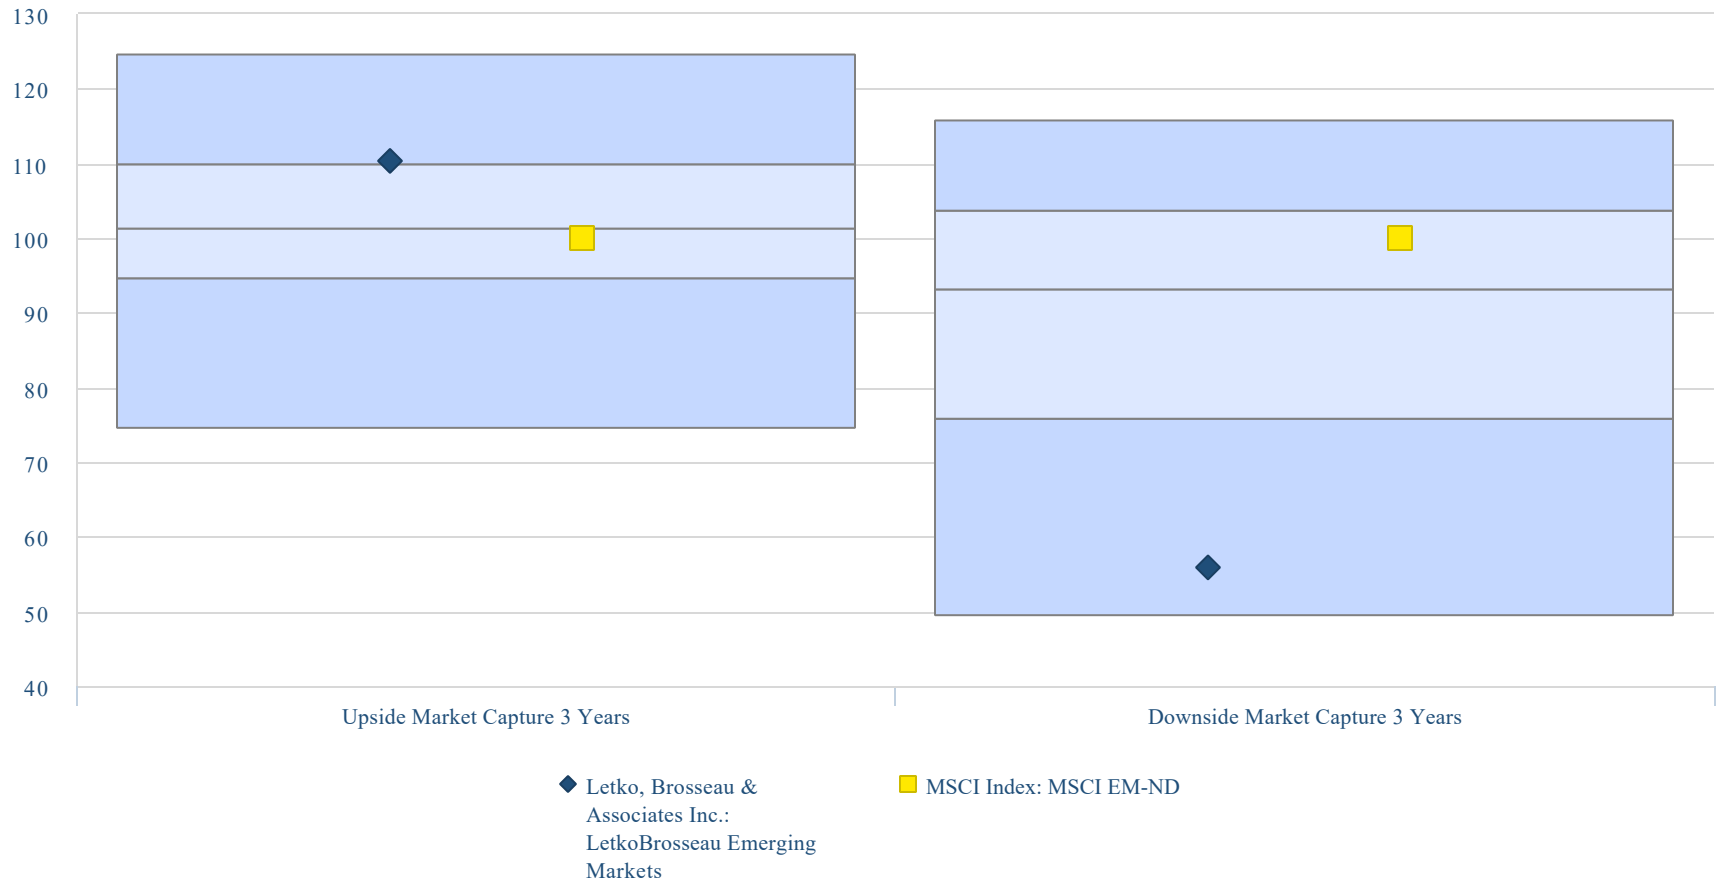 130
120
110
100
90
80
70
60
50
40
Upside Market Capture 3 Years
Downside Market Capture 3 Years
Letko, Brosseau &
Associates Inc.:
LetkoBrosseau Emerging
Markets
MSCI Index: MSCI EM-ND